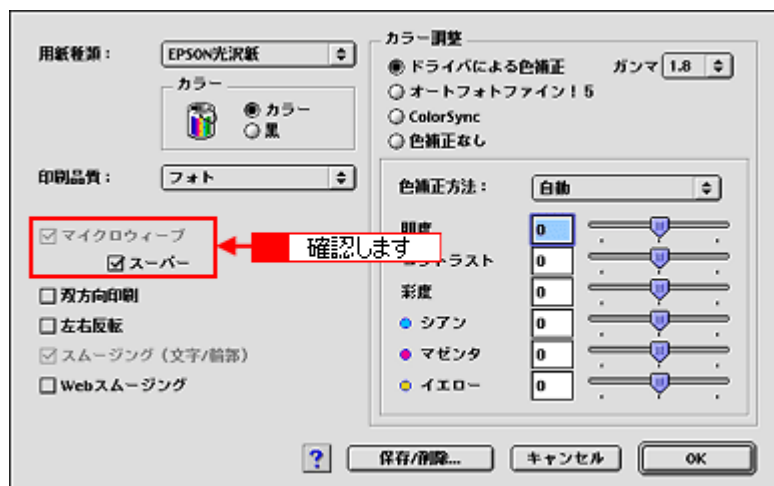 用紙種類：
EPSON光沢紙
カラー
カラー
黒
印刷品質：
フォト
マイクロウィーブ
スーパー
双方向印刷
左右反転
スムージング（文字/輪郭）
Webスムージング
確認します
カラー調整
ドライバによる色補正
ガンマ 1.8
オートフォトファイン！5
ColorSync
色補正なし
色補正方法：
自動
明度 0
コントラスト 0
彩度 0
シアン 0
マゼンタ 0
イエロー 0
?
保存/削除...
キャンセル
OK